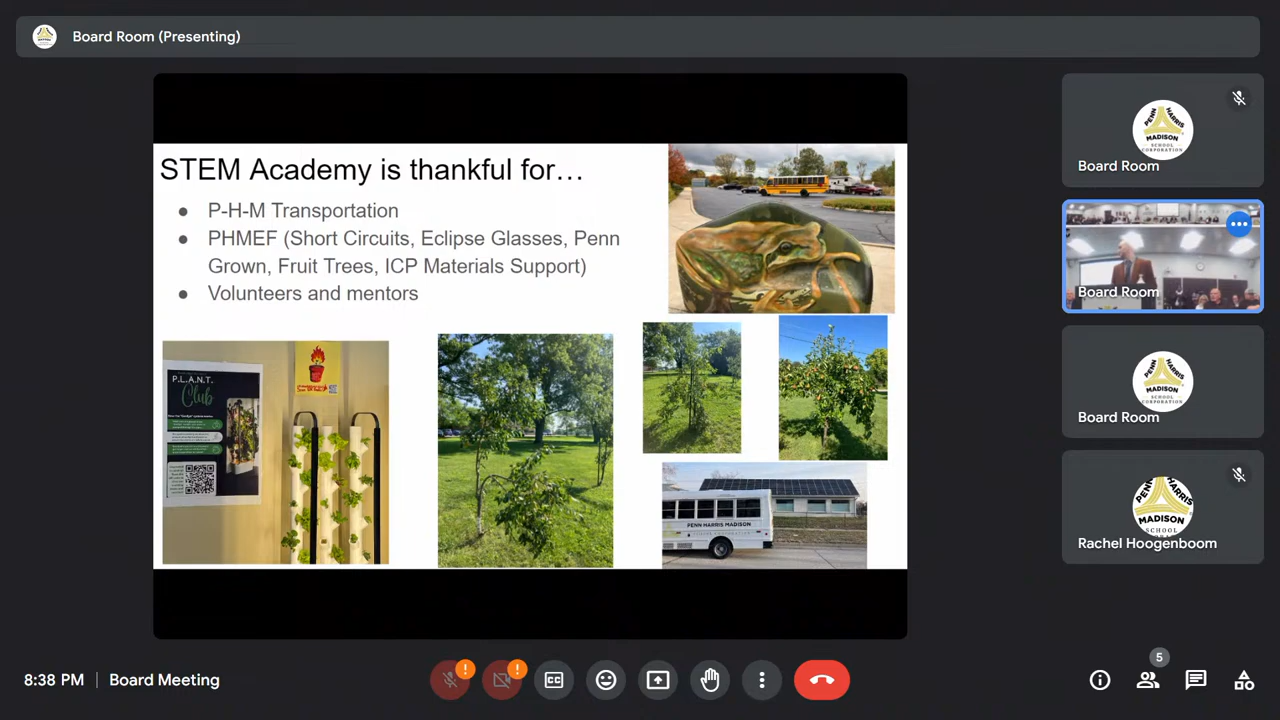 Board Room (Presenting)
STEM Academy is thankful for…
● P-H-M Transportation
● PHMEF (Short Circuits, Eclipse Glasses, Penn
Grown, Fruit Trees, ICP Materials Support)
● Volunteers and mentors
P.L.A.N.T.
Club
PENN HARRIS MADISON
PENN HARRIS MADISON
SCHOOL
CORPORATION
Board Room
Board Room
PENN HARRIS MADISON
SCHOOL
CORPORATION
Board Room
PENN HARRIS MADISON
SCHOOL
Rachel Hoogenboom
8:38 PM | Board Meeting
CC
5